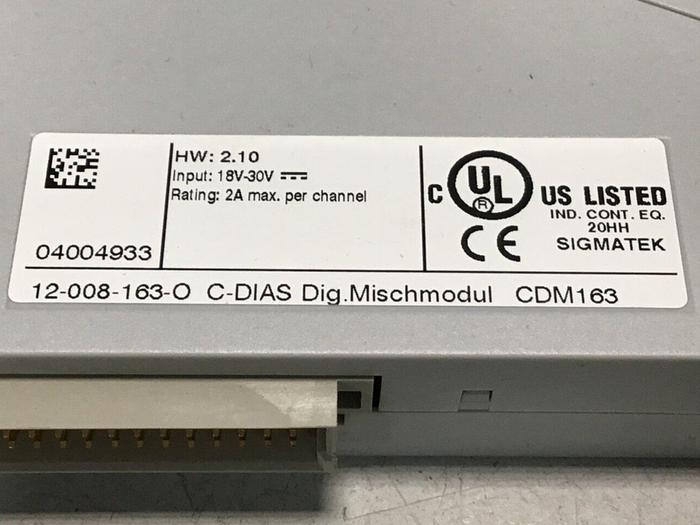 HW: 2.10
Input: 18V-30V
Rating: 2A max. per channel
04004933
C UL ® US LISTED
IND. CONT. EQ.
20HH
CE SIGMATEK
12-008-163-O C-DIAS Dig.Mischmodul CDM163